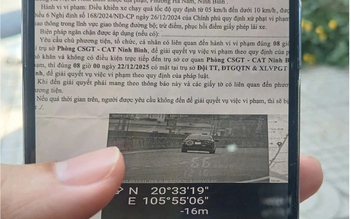 Hành vi vi phạm: Điều khiển xe chạy quá tốc độ quy định từ 05 km/h đến dưới 10 km/h, được
6 Nghị định số 168/2024/NĐ-CP ngày 26/12/2024 của Chính phủ quy định xử phạt vi phạm
trong lĩnh vực giao thông đường bộ; trừ điểm, phục hồi điểm giấy phép lái xe.
Biện pháp ngăn chặn được áp dụng (nếu có):
Yêu cầu chủ phương tiện, tổ chức, cá nhân có liên quan đến hành vi vi phạm đúng 08 giờ
trụ sở Phòng CSGT - CAT Ninh Bình, để giải quyết vụ việc vi phạm theo quy định của pháp
khăn và không có điều kiện trực tiếp đến trụ sở cơ quan Phòng CSGT - CAT Ninh Bình
phạm, thì đúng 08 giờ 00 ngày 22/12/2025 có mặt tại trụ sở Đội TT, ĐTGQTN & XLVPGT
Bình, để giải quyết vụ việc vi phạm theo quy định của pháp luật.
Khi đến giải quyết phải mang theo thông báo này và các giấy tờ có liên quan đến phương
tiện.
Nếu quá thời gian trên, người được yêu cầu không đến để giải quyết vụ việc vi phạm, thì sẽ bị
66
N 20°33'19"
E 105°55'06"
-16m